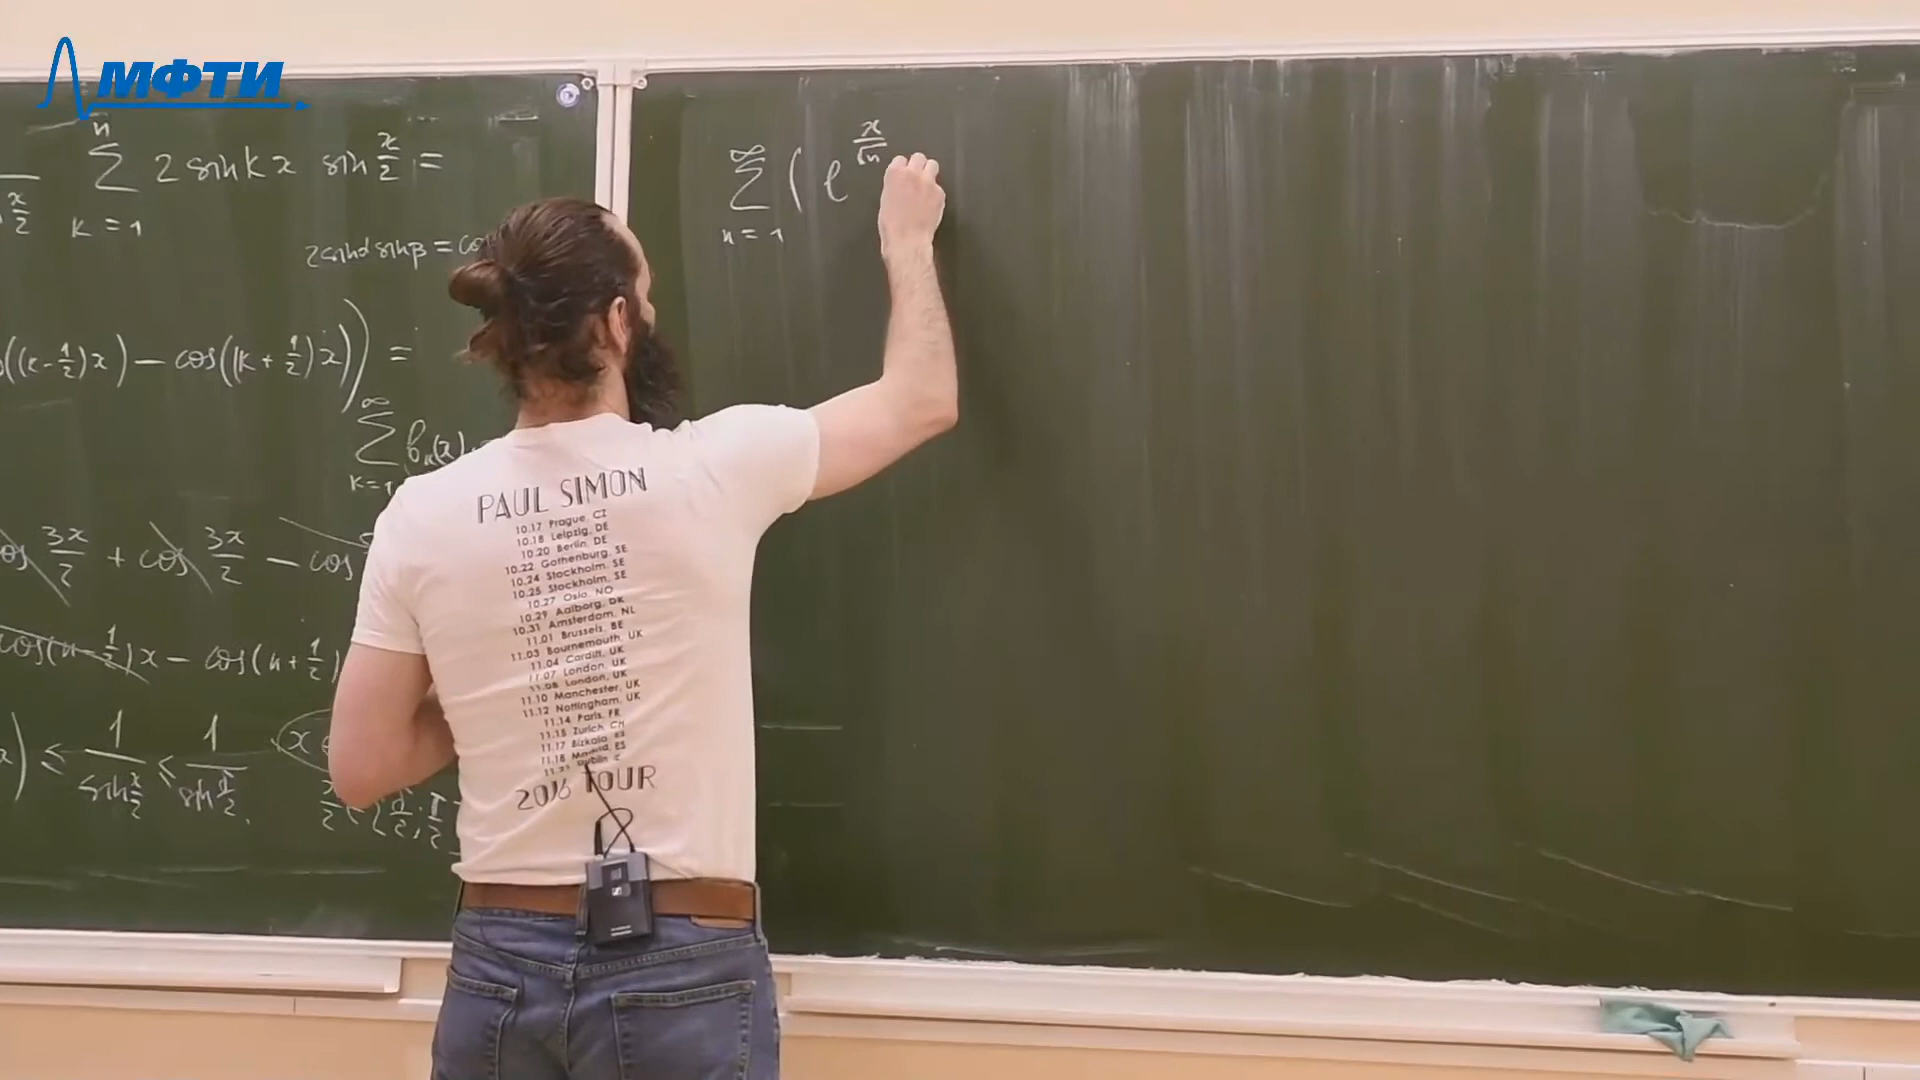 МФТИ
n
∑ 2 sin kx sin x/2 =
k = 1
x/2
2 sin α sin β = co
((k - 1/2)x) - cos((k + 1/2)x)) =
∞
∑ b_k(x)
k = 1
os 3x/2 + cos 3x/2 - cos
cos(n - 1/2)x - cos(n + 1/2)
≤ 1/sin x/2 ≤ 1/sin
∞
∑ ( e^{x/√n}
n = 1
PAUL SIMON
10.17 Prague, CZ
10.18 Leipzig, DE
10.20 Berlin, DE
10.22 Gothenburg, SE
10.24 Stockholm, SE
10.25 Stockholm, SE
10.27 Oslo, NO
10.29 Aalborg, DK
10.31 Amsterdam, NL
11.01 Brussels, BE
11.03 Bournemouth, UK
11.04 Cardiff, UK
11.07 London, UK
11.08 London, UK
11.10 Manchester, UK
11.12 Nottingham, UK
11.14 Paris, FR
11.15 Zurich, CH
11.17 Bizkaia, ES
11.18 Madrid, ES
Dublin
2016 TOUR